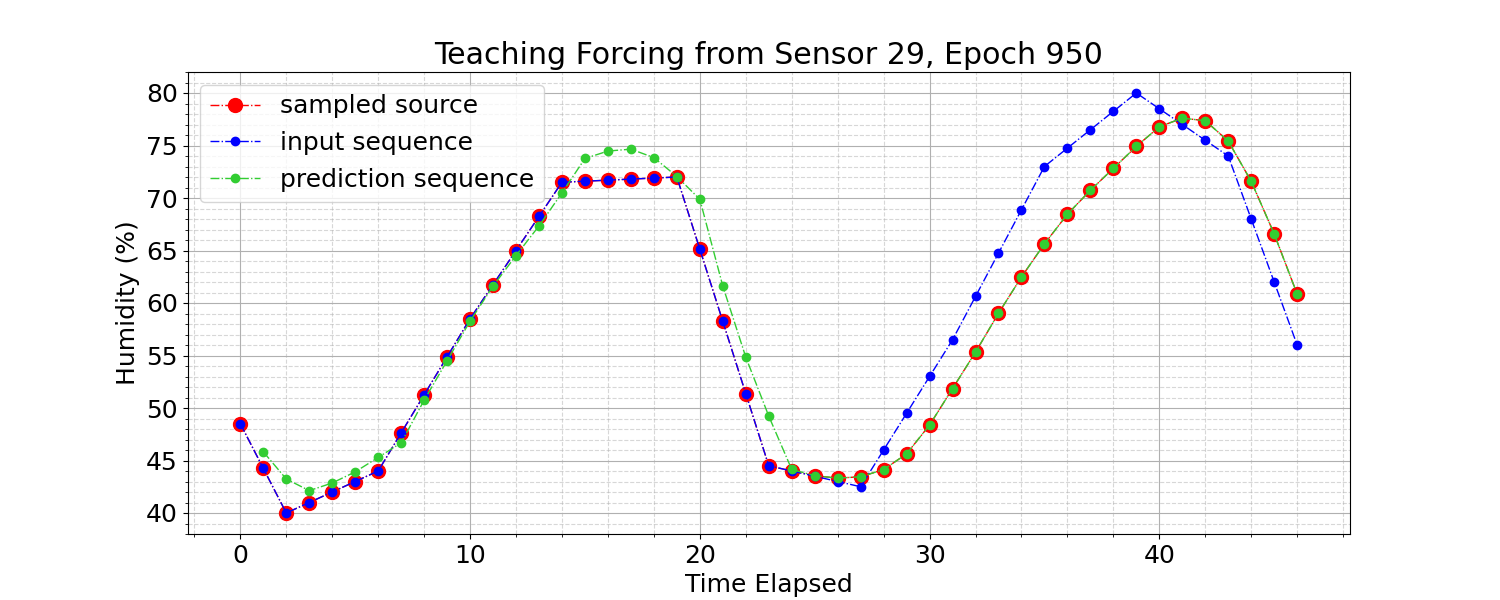 Teaching Forcing from Sensor 29, Epoch 950
sampled source
input sequence
prediction sequence
Humidity (%)
80
75
70
65
60
55
50
45
40
0 10 20 30 40
Time Elapsed